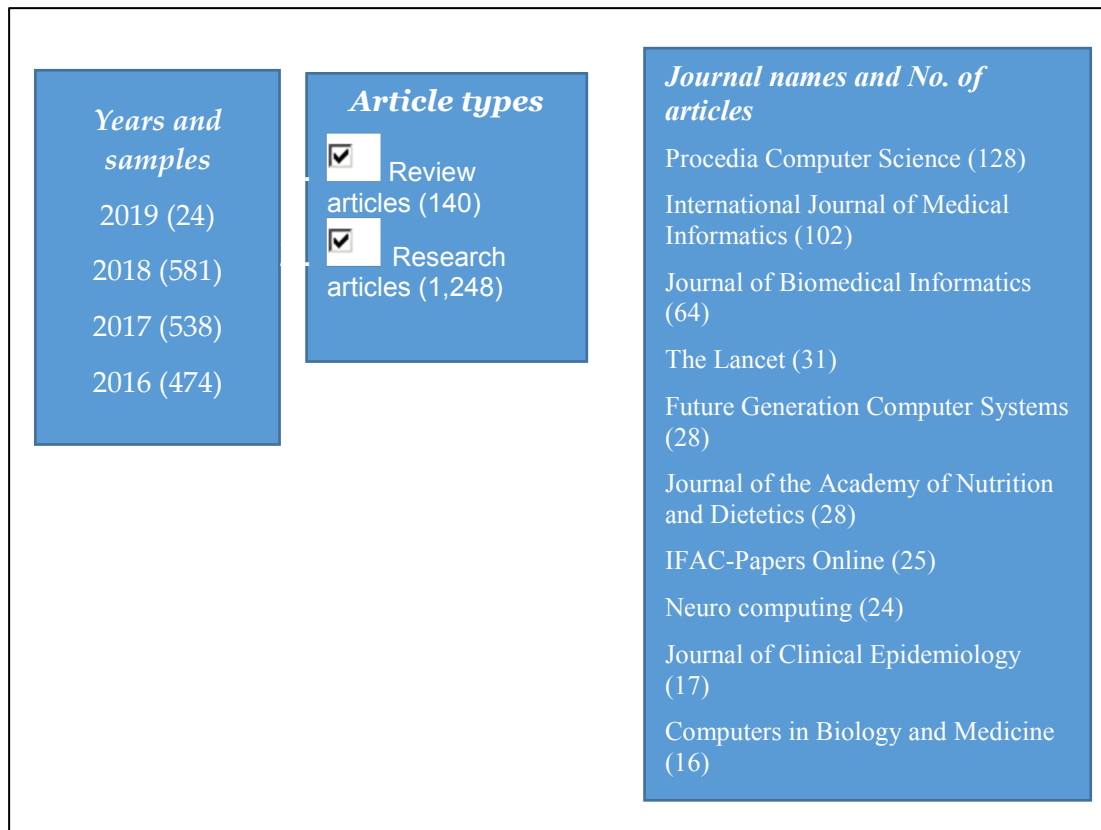 Years and
samples
2019 (24)
2018 (581)
2017 (538)
2016 (474)
Article types
Review
articles (140)
Research
articles (1,248)
Journal names and No. of
articles
Procedia Computer Science (128)
International Journal of Medical
Informatics (102)
Journal of Biomedical Informatics
(64)
The Lancet (31)
Future Generation Computer Systems
(28)
Journal of the Academy of Nutrition
and Dietetics (28)
IFAC-Papers Online (25)
Neuro computing (24)
Journal of Clinical Epidemiology
(17)
Computers in Biology and Medicine
(16)